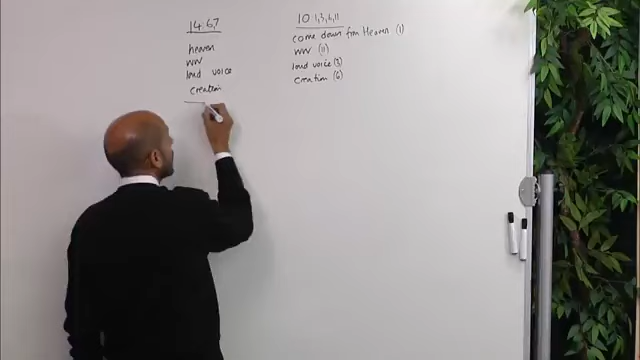 14:6,7
heaven
WW
loud voice
creation
10 1,3,6,11
come down from Heaven (1)
WW (11)
loud voice (3)
creation (6)